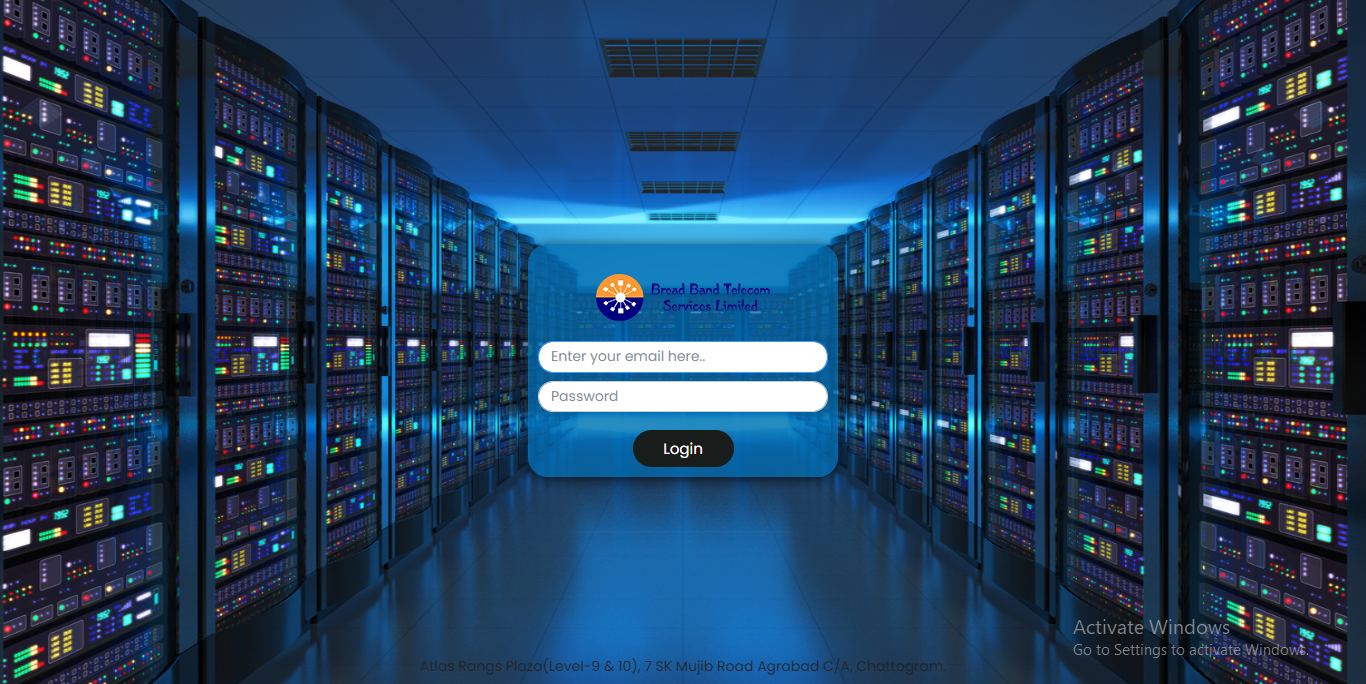 Broad Band Telecom
Services Limited
Enter your email here..
Password
Login
Activate Windows
Go to Settings to activate Windows.
Atlas Rangs Plaza(Level-9 & 10), 7 SK Mujib Road Agrabad C/A, Chattogram.